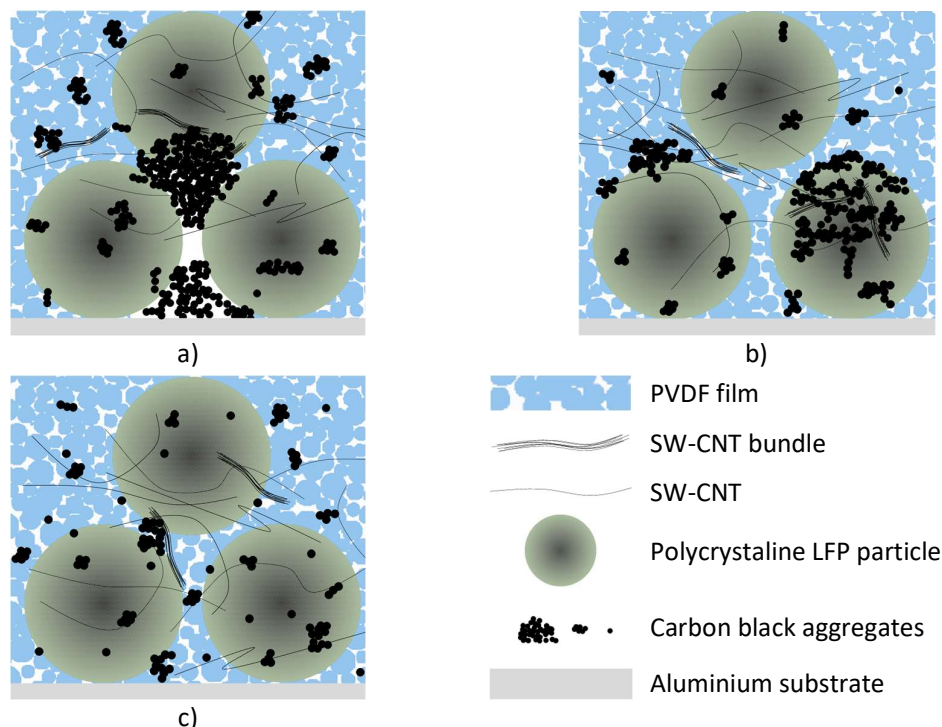 a)
b)
PVDF film
SW-CNT bundle
SW-CNT
Polycrystaline LFP particle
Carbon black aggregates
Aluminium substrate
c)